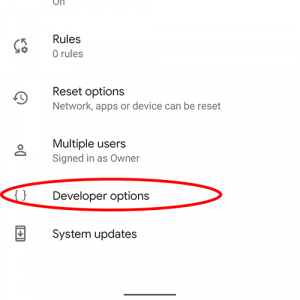 On
Rules
0 rules
Reset options
Network, apps or device can be reset
Multiple users
Signed in as Owner
{ } Developer options
System updates